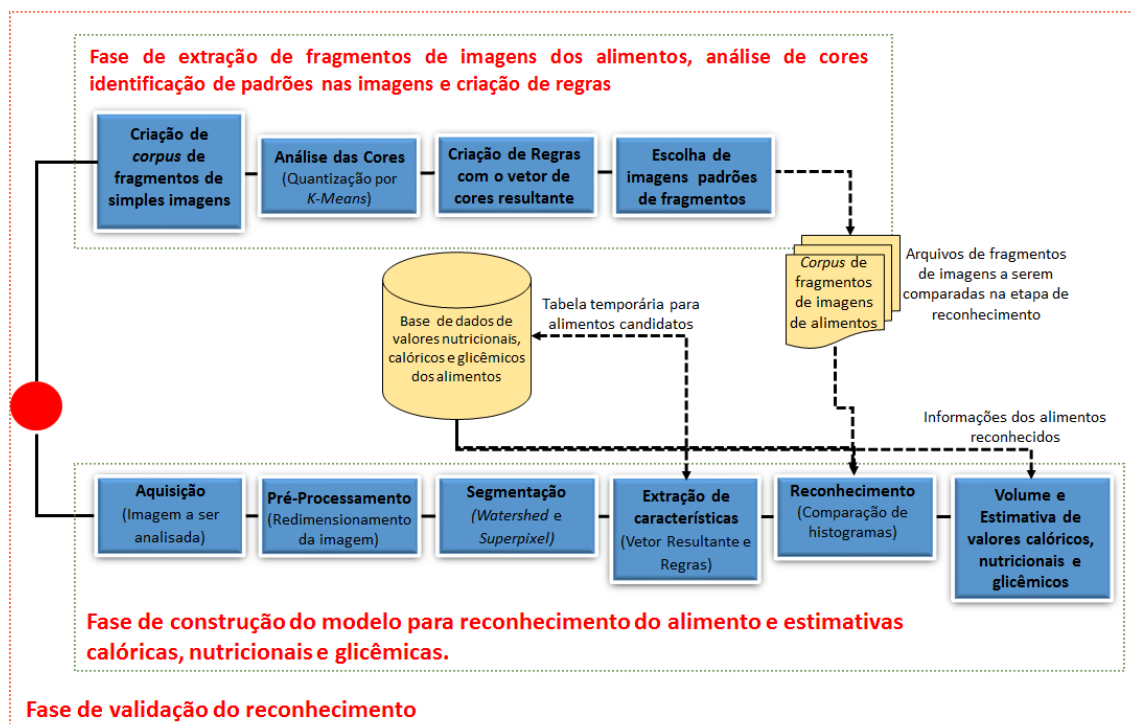 Fase de extração de fragmentos de imagens dos alimentos, análise de cores
identificação de padrões nas imagens e criação de regras
Criação de
corpus de
fragmentos de
simples imagens
Análise das Cores
(Quantização por
K-Means)
Criação de Regras
com o vetor de
cores resultante
Escolha de
imagens padrões
de fragmentos
Corpus de
fragmentos
de imagens
de alimentos
Arquivos de fragmentos
de imagens a serem
comparadas na etapa de
reconhecimento
Base de dados de
valores nutricionais,
calóricos e glicêmicos
dos alimentos
Tabela temporária para
alimentos candidatos
Informações dos alimentos
reconhecidos
Aquisição
(Imagem a ser
analisada)
Pré-Processamento
(Redimensionamento
da imagem)
Segmentação
(Watershed e
Superpixel)
Extração de
características
(Vetor Resultante e
Regras)
Reconhecimento
(Comparação de
histogramas)
Volume e
Estimativa de
valores calóricos,
nutricionais e
glicêmicos
Fase de construção do modelo para reconhecimento do alimento e estimativas
calóricas, nutricionais e glicêmicas.
Fase de validação do reconhecimento